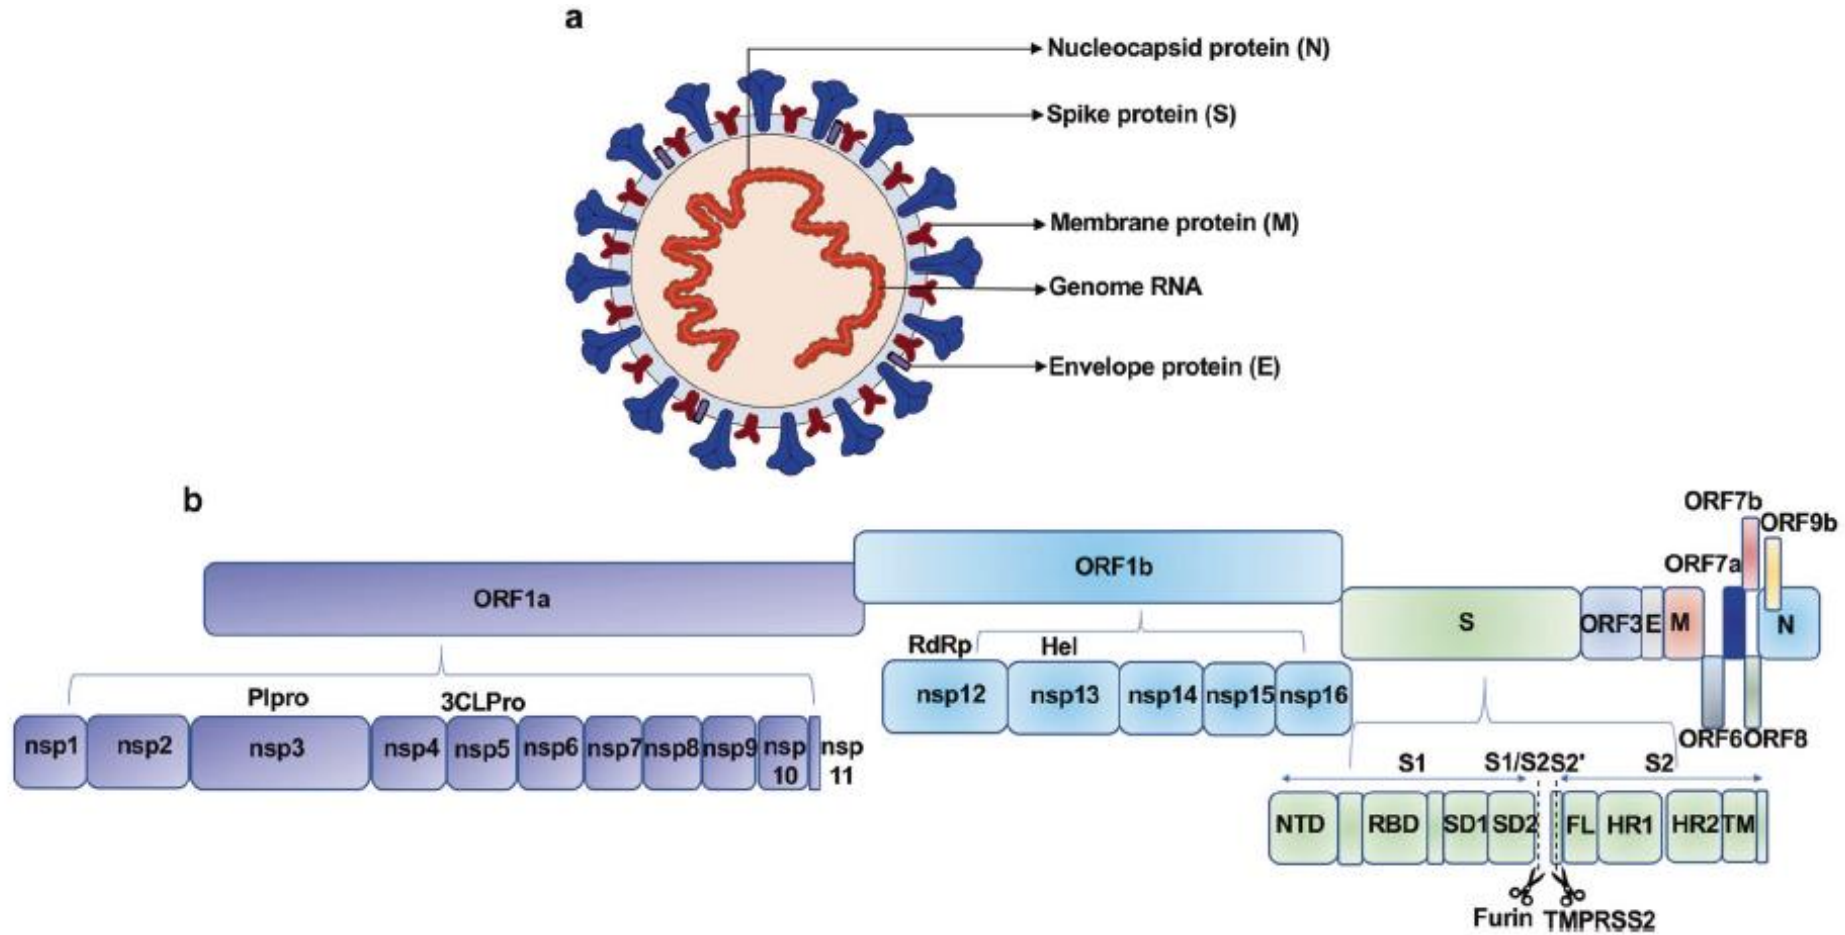 a
Nucleocapsid protein (N)
Spike protein (S)
Membrane protein (M)
Genome RNA
Envelope protein (E)
b
ORF7b
ORF9b
ORF7a
ORF1a
ORF1b
S
ORF3
E
M
N
RdRp
Hel
nsp12
nsp13
nsp14
nsp15
nsp16
Plpro
3CLPro
nsp1
nsp2
nsp3
nsp4
nsp5
nsp6
nsp7
nsp8
nsp9
nsp
10
nsp
11
ORF6
ORF8
S1
S1/S2
S2'
S2
NTD
RBD
SD1
SD2
FL
HR1
HR2
TM
Furin
TMPRSS2